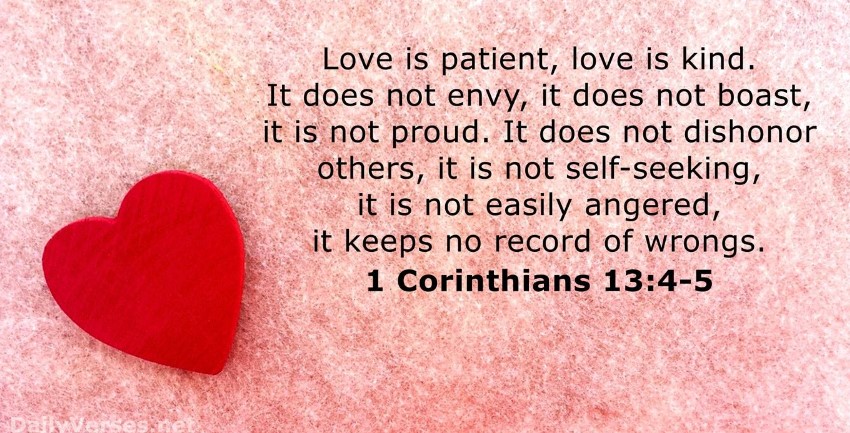 Love is patient, love is kind.
It does not envy, it does not boast,
it is not proud. It does not dishonor
others, it is not self-seeking,
it is not easily angered,
it keeps no record of wrongs.
1 Corinthians 13:4-5
DailyVerses.net